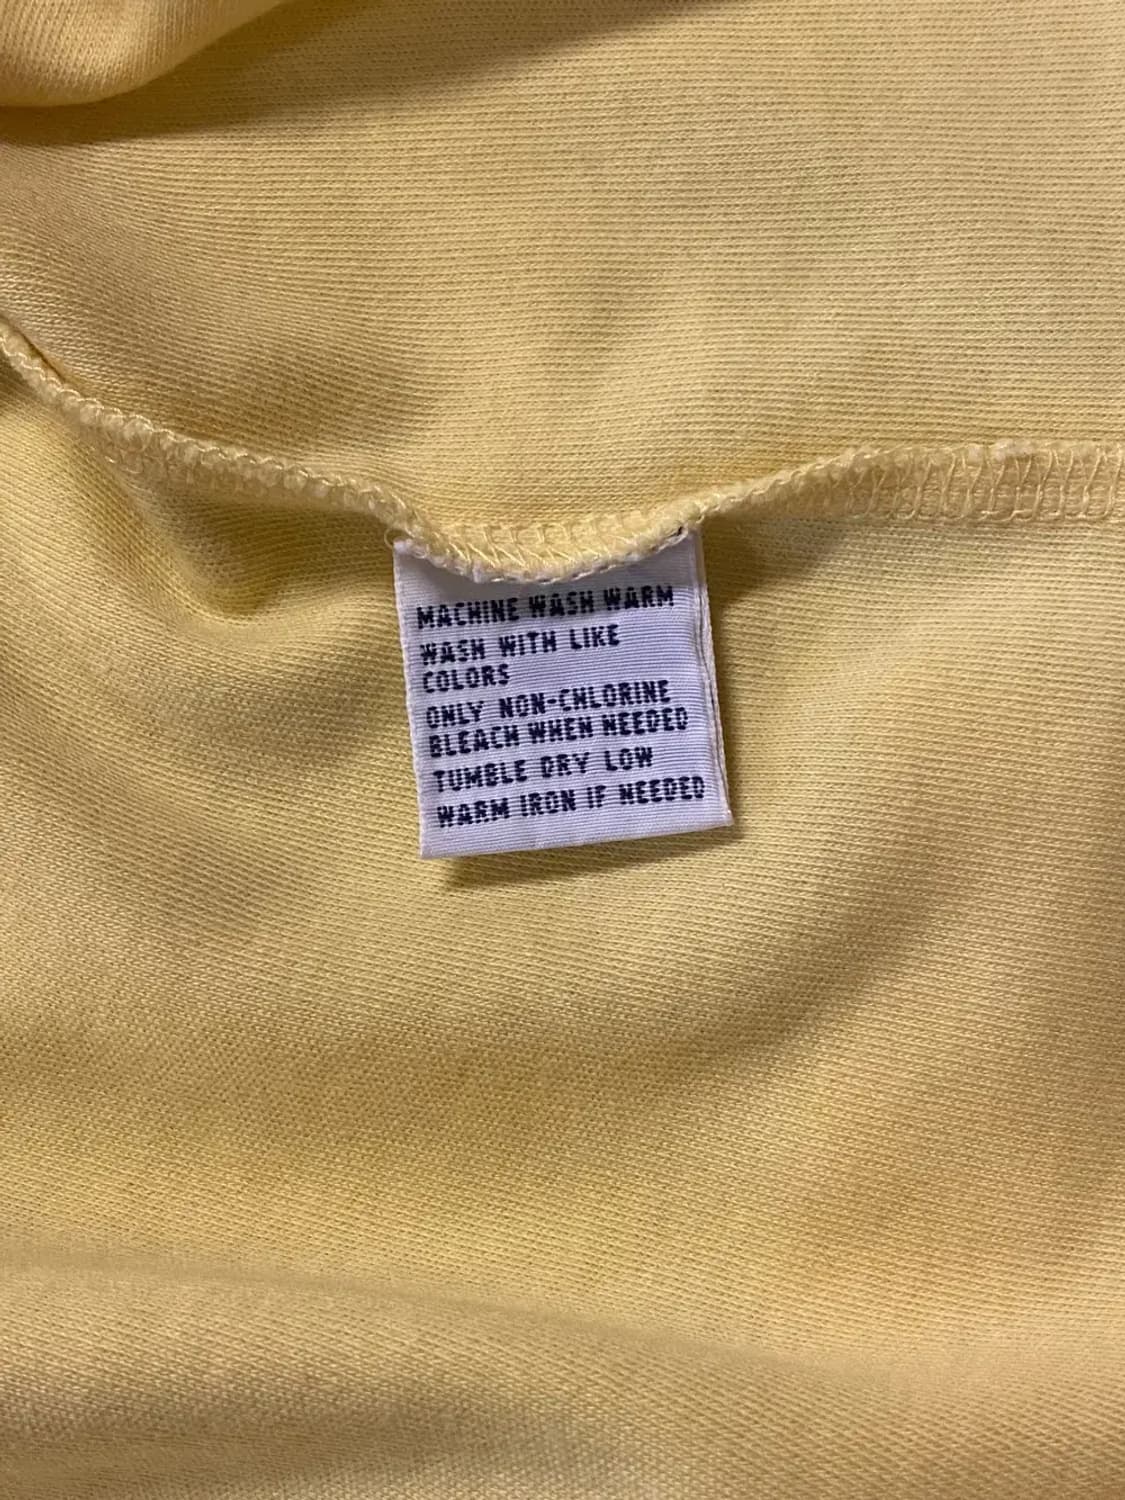 MACHINE WASH WARM
WASH WITH LIKE
COLORS
ONLY NON-CHLORINE
BLEACH WHEN NEEDED
TUMBLE DRY LOW
WARM IRON IF NEEDED